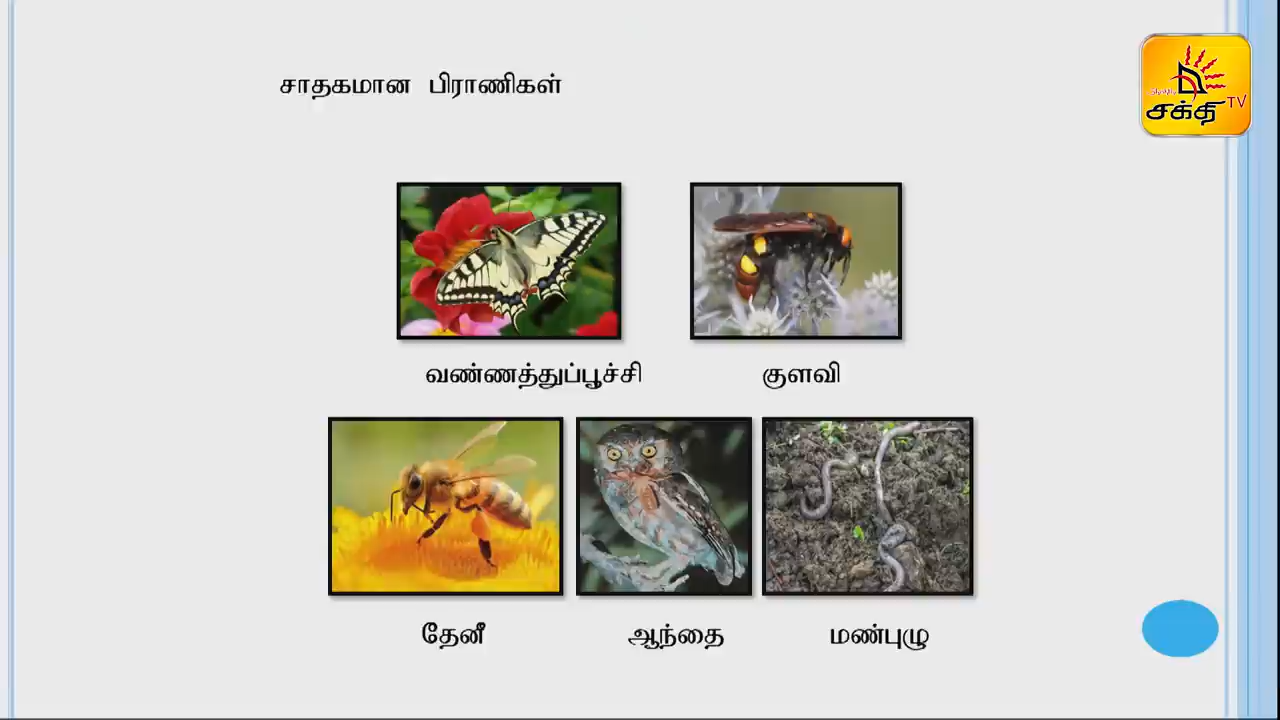 சாதகமான பிராணிகள்
சக்தி TV
வண்ணத்துப்பூச்சி
குளவி
தேனீ
ஆந்தை
மண்புழு